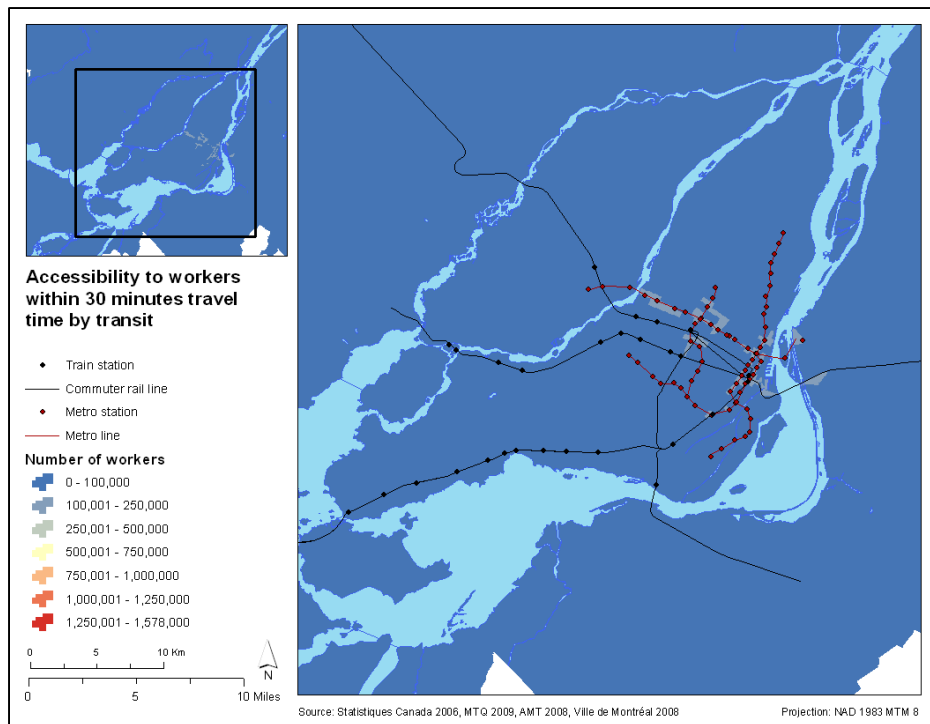 Accessibility to workers
within 30 minutes travel
time by transit
Train station
Commuter rail line
Metro station
Metro line
Number of workers
0 - 100,000
100,001 - 250,000
250,001 - 500,000
500,001 - 750,000
750,001 - 1,000,000
1,000,001 - 1,250,000
1,250,001 - 1,578,000
0 5 10 Km
N
0 5 10 Miles
Source: Statistiques Canada 2006, MTQ 2009, AMT 2008, Ville de Montréal 2008 Projection: NAD 1983 MTM 8